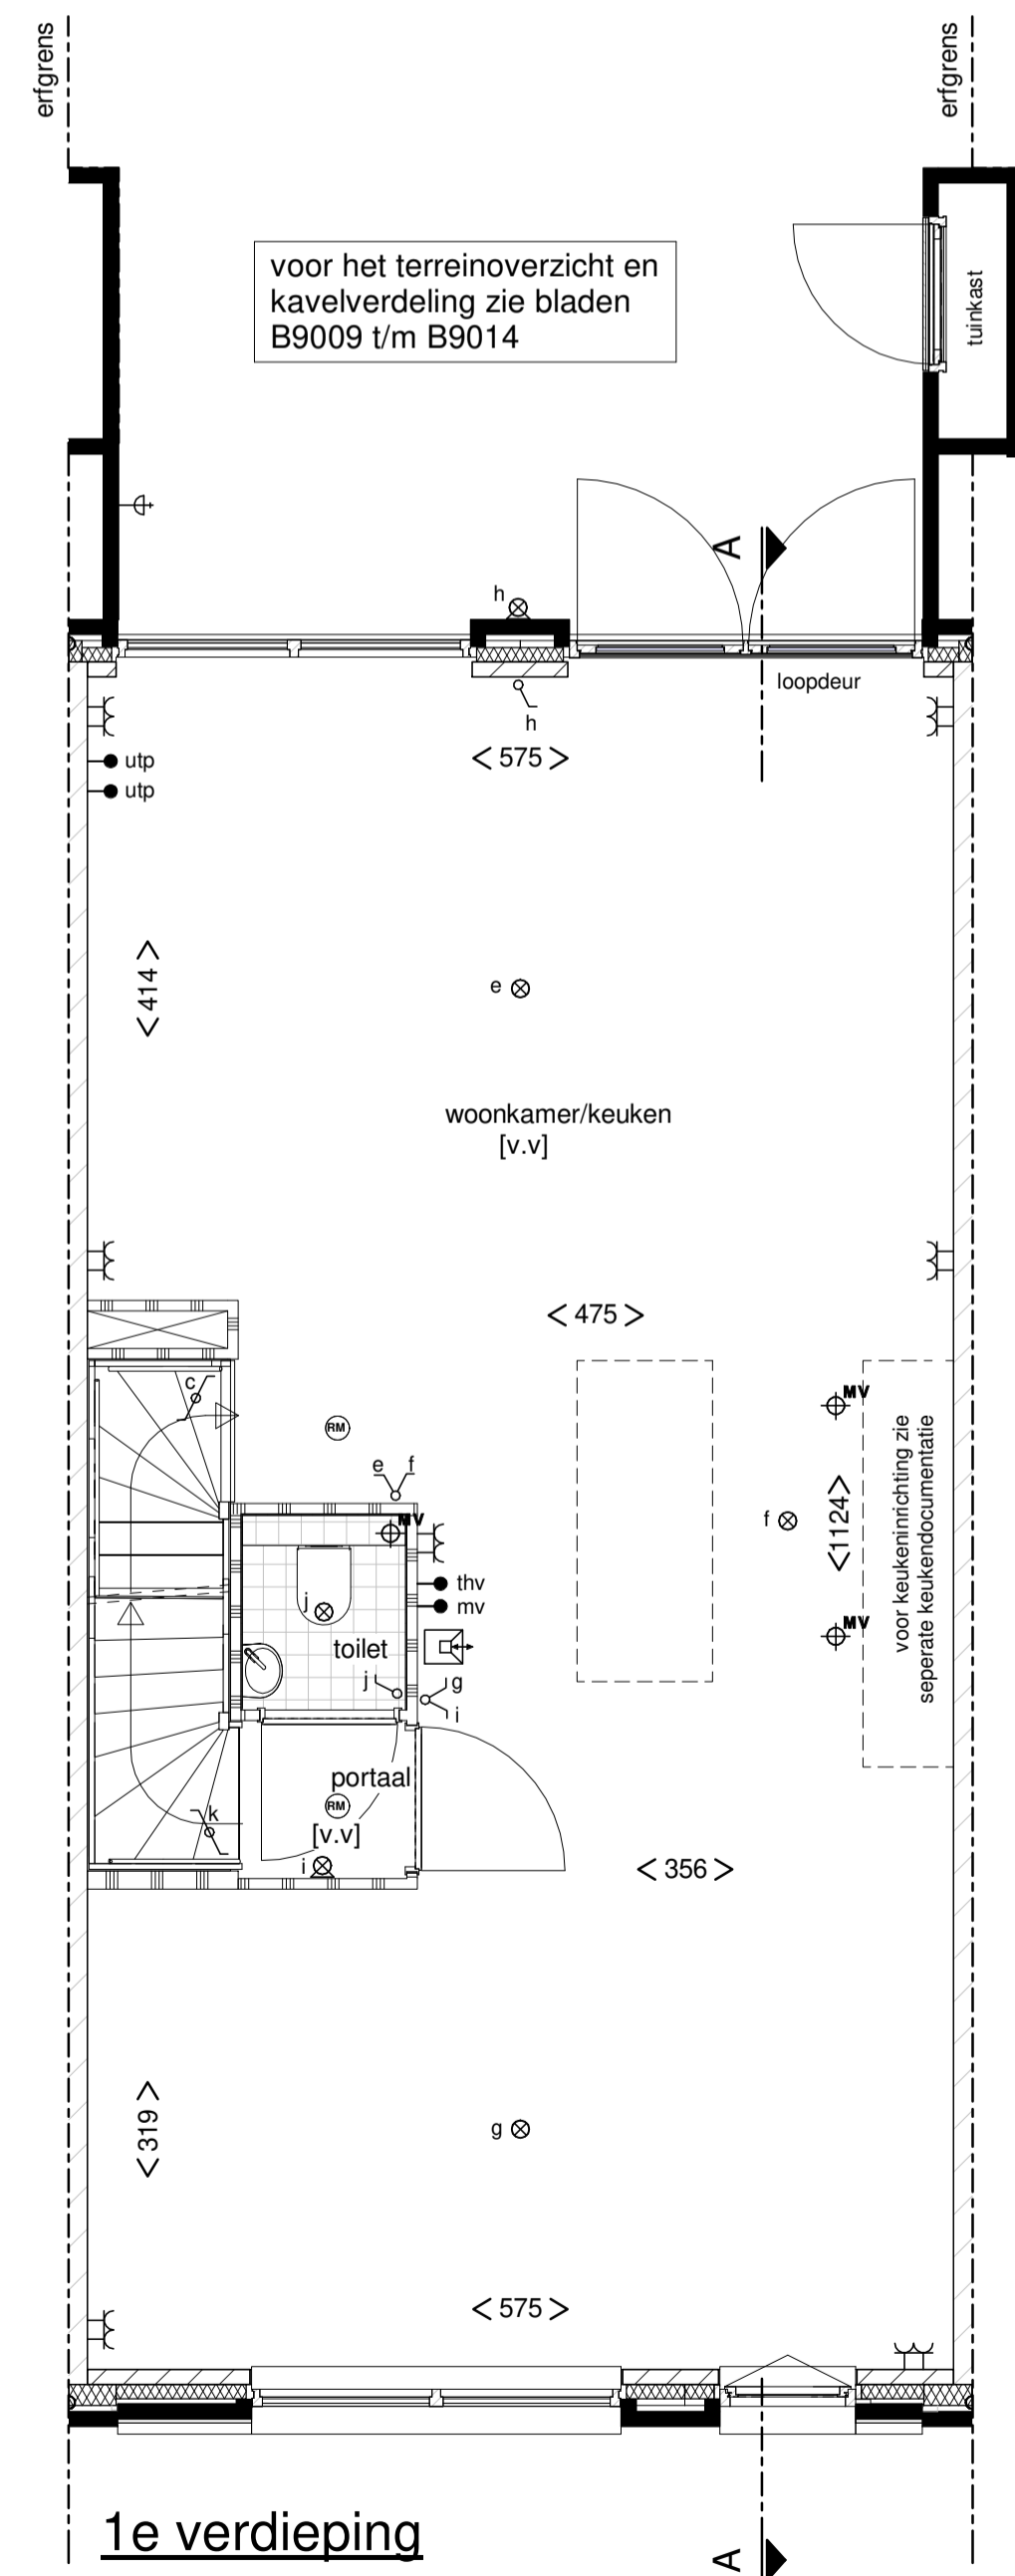 erfgrens
erfgrens
voor het terreinoverzicht en
kavelverdeling zie bladen
B9009 t/m B9014
tuinkast
A
h
loopdeur
h
< 575 >
utp
utp
< 414 >
e
woonkamer/keuken
[v.v]
< 475 >
c
MV
RM
e f
voor keukeninrichting zie
seperate keukendocumentatie
MV
f
<1124>
thv
mv
j
MV
toilet
j
g
i
portaal
k
RM
[v.v]
i
< 356 >
< 319 >
g
< 575 >
1e verdieping
A